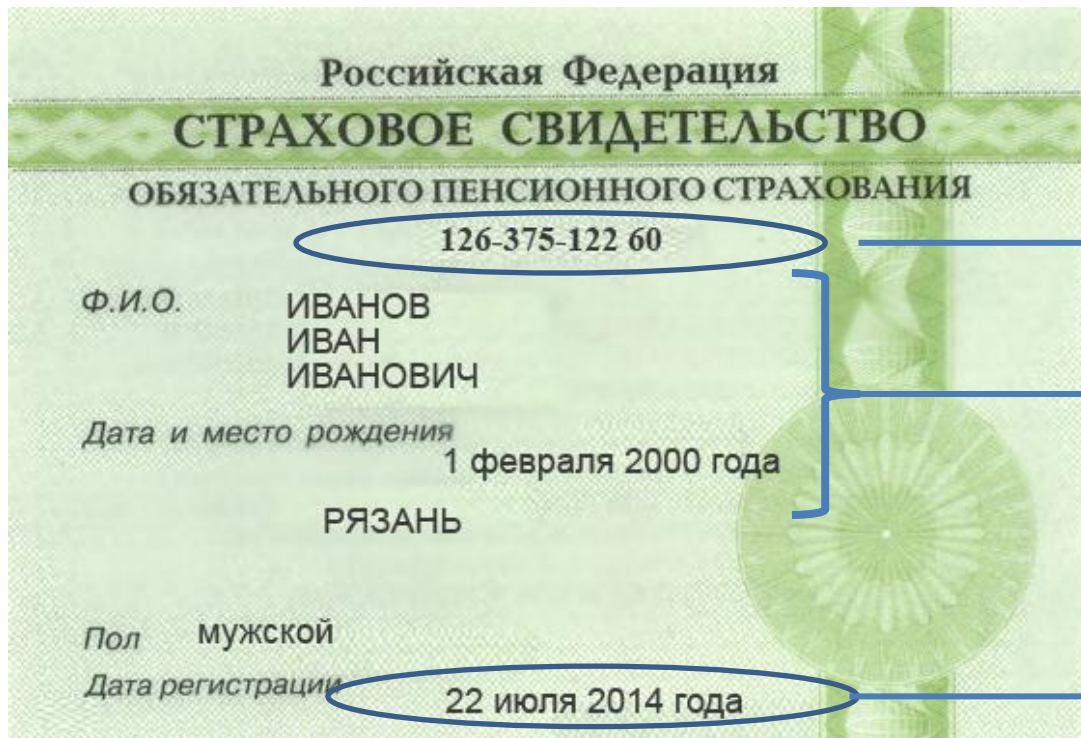 Российская Федерация
СТРАХОВОЕ СВИДЕТЕЛЬСТВО
ОБЯЗАТЕЛЬНОГО ПЕНСИОННОГО СТРАХОВАНИЯ
126-375-122 60
Ф.И.О. ИВАНОВ
ИВАН
ИВАНОВИЧ
Дата и место рождения
1 февраля 2000 года
РЯЗАНЬ
Пол мужской
Дата регистрации 22 июля 2014 года